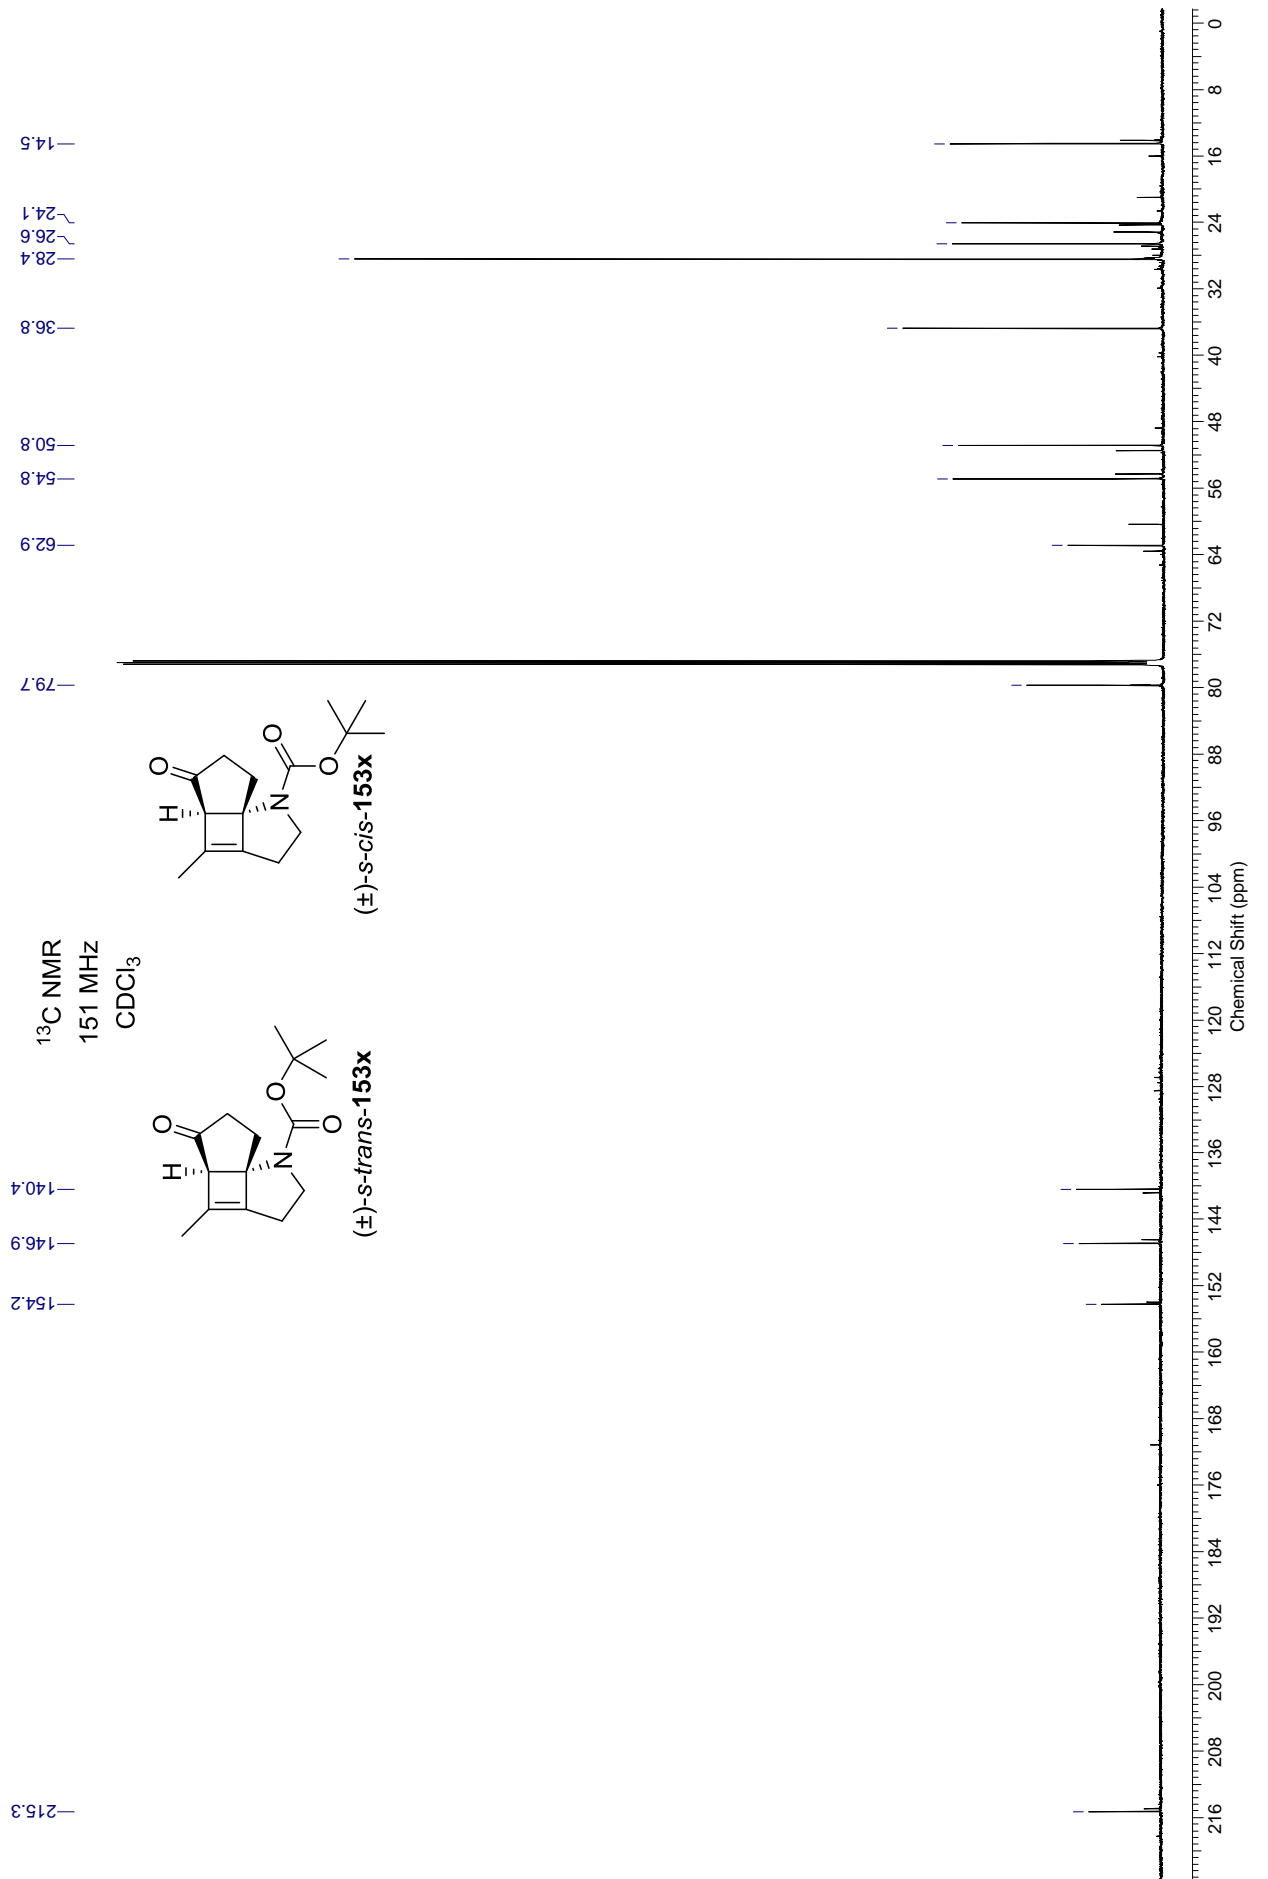 ¹³C NMR
151 MHz
CDCl₃
O
H
N
O
O
(±)-s-trans-153x
O
H
N
O
O
(±)-s-cis-153x
215.3
154.2
146.9
140.4
79.7
62.9
54.8
50.8
36.8
28.4
26.6
24.1
14.5
216
208
200
192
184
176
168
160
152
144
136
128
120
112
104
96
88
80
72
64
56
48
40
32
24
16
8
0
Chemical Shift (ppm)